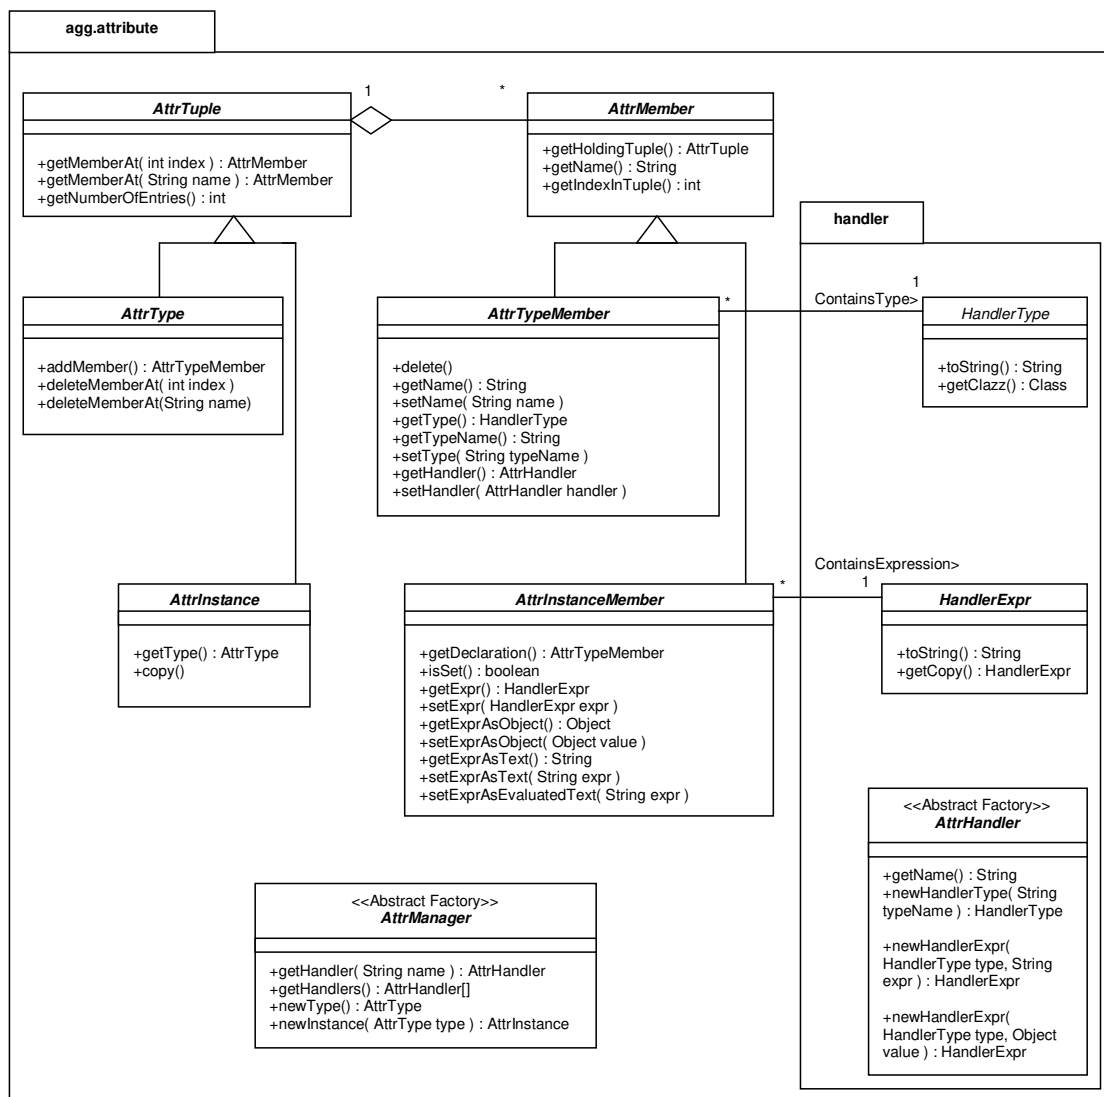 agg.attribute
1
*
AttrTuple
+getMemberAt( int index ) : AttrMember
+getMemberAt( String name ) : AttrMember
+getNumberOfEntries() : int
AttrMember
+getHoldingTuple() : AttrTuple
+getName() : String
+getIndexInTuple() : int
handler
AttrType
+addMember() : AttrTypeMember
+deleteMemberAt( int index )
+deleteMemberAt(String name)
AttrTypeMember
+delete()
+getName() : String
+setName( String name )
+getType() : HandlerType
+getTypeName() : String
+setType( String typeName )
+getHandler() : AttrHandler
+setHandler( AttrHandler handler )
1
ContainsType>
*
HandlerType
+toString() : String
+getClazz() : Class
AttrInstance
+getType() : AttrType
+copy()
AttrInstanceMember
+getDeclaration() : AttrTypeMember
+isSet() : boolean
+getExpr() : HandlerExpr
+setExpr( HandlerExpr expr )
+getExprAsObject() : Object
+setExprAsObject( Object value )
+getExprAsText() : String
+setExprAsText( String expr )
+setExprAsEvaluatedText( String expr )
ContainsExpression>
*
1
HandlerExpr
+toString() : String
+getCopy() : HandlerExpr
<<Abstract Factory>>
AttrManager
+getHandler( String name ) : AttrHandler
+getHandlers() : AttrHandler[]
+newType() : AttrType
+newInstance( AttrType type ) : AttrInstance
<<Abstract Factory>>
AttrHandler
+getName() : String
+newHandlerType( String
typeName ) : HandlerType
+newHandlerExpr(
HandlerType type, String
expr ) : HandlerExpr
+newHandlerExpr(
HandlerType type, Object
value ) : HandlerExpr